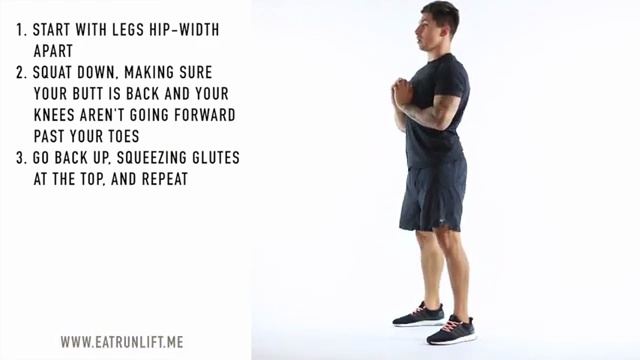 1. START WITH LEGS HIP-WIDTH
APART
2. SQUAT DOWN, MAKING SURE
YOUR BUTT IS BACK AND YOUR
KNEES AREN'T GOING FORWARD
PAST YOUR TOES
3. GO BACK UP, SQUEEZING GLUTES
AT THE TOP, AND REPEAT
WWW.EATRUNLIFT.ME